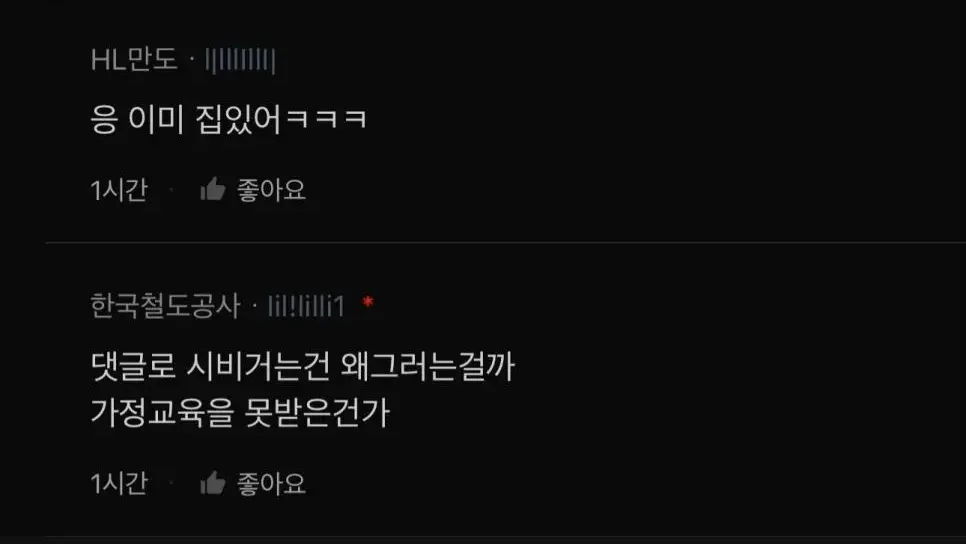 HL만도 ·
응 이미 집있어ㅋㅋㅋ
1시간 · 좋아요
한국철도공사 · lil!lilli1 *
댓글로 시비거는건 왜그러는걸까
가정교육을 못받은건가
1시간 · 좋아요